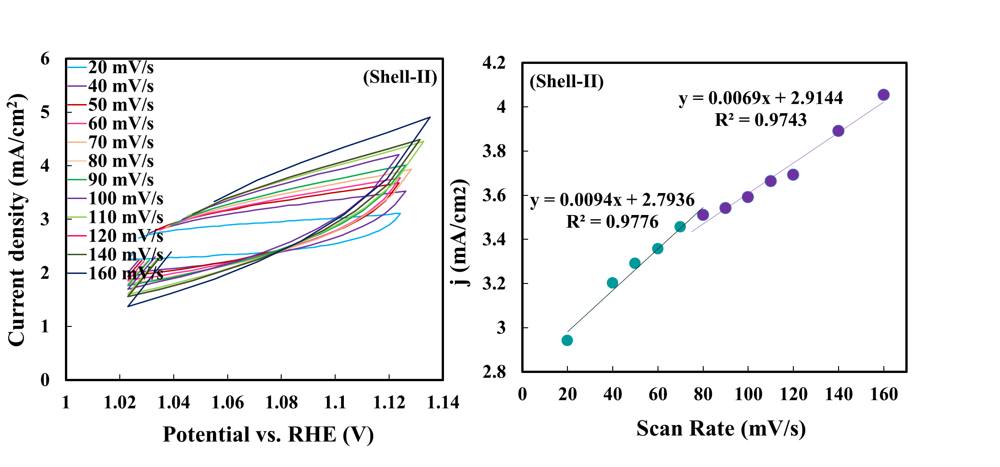 6
5
4
3
2
1
0
Current density (mA/cm²)
20 mV/s
40 mV/s
50 mV/s
60 mV/s
70 mV/s
80 mV/s
90 mV/s
100 mV/s
110 mV/s
120 mV/s
140 mV/s
160 mV/s
(Shell-II)
1 1.02 1.04 1.06 1.08 1.1 1.12 1.14
Potential vs. RHE (V)
4.2
4
3.8
3.6
3.4
3.2
3
2.8
j (mA/cm2)
(Shell-II)
y = 0.0069x + 2.9144
R² = 0.9743
y = 0.0094x + 2.7936
R² = 0.9776
0 20 40 60 80 100 120 140 160
Scan Rate (mV/s)